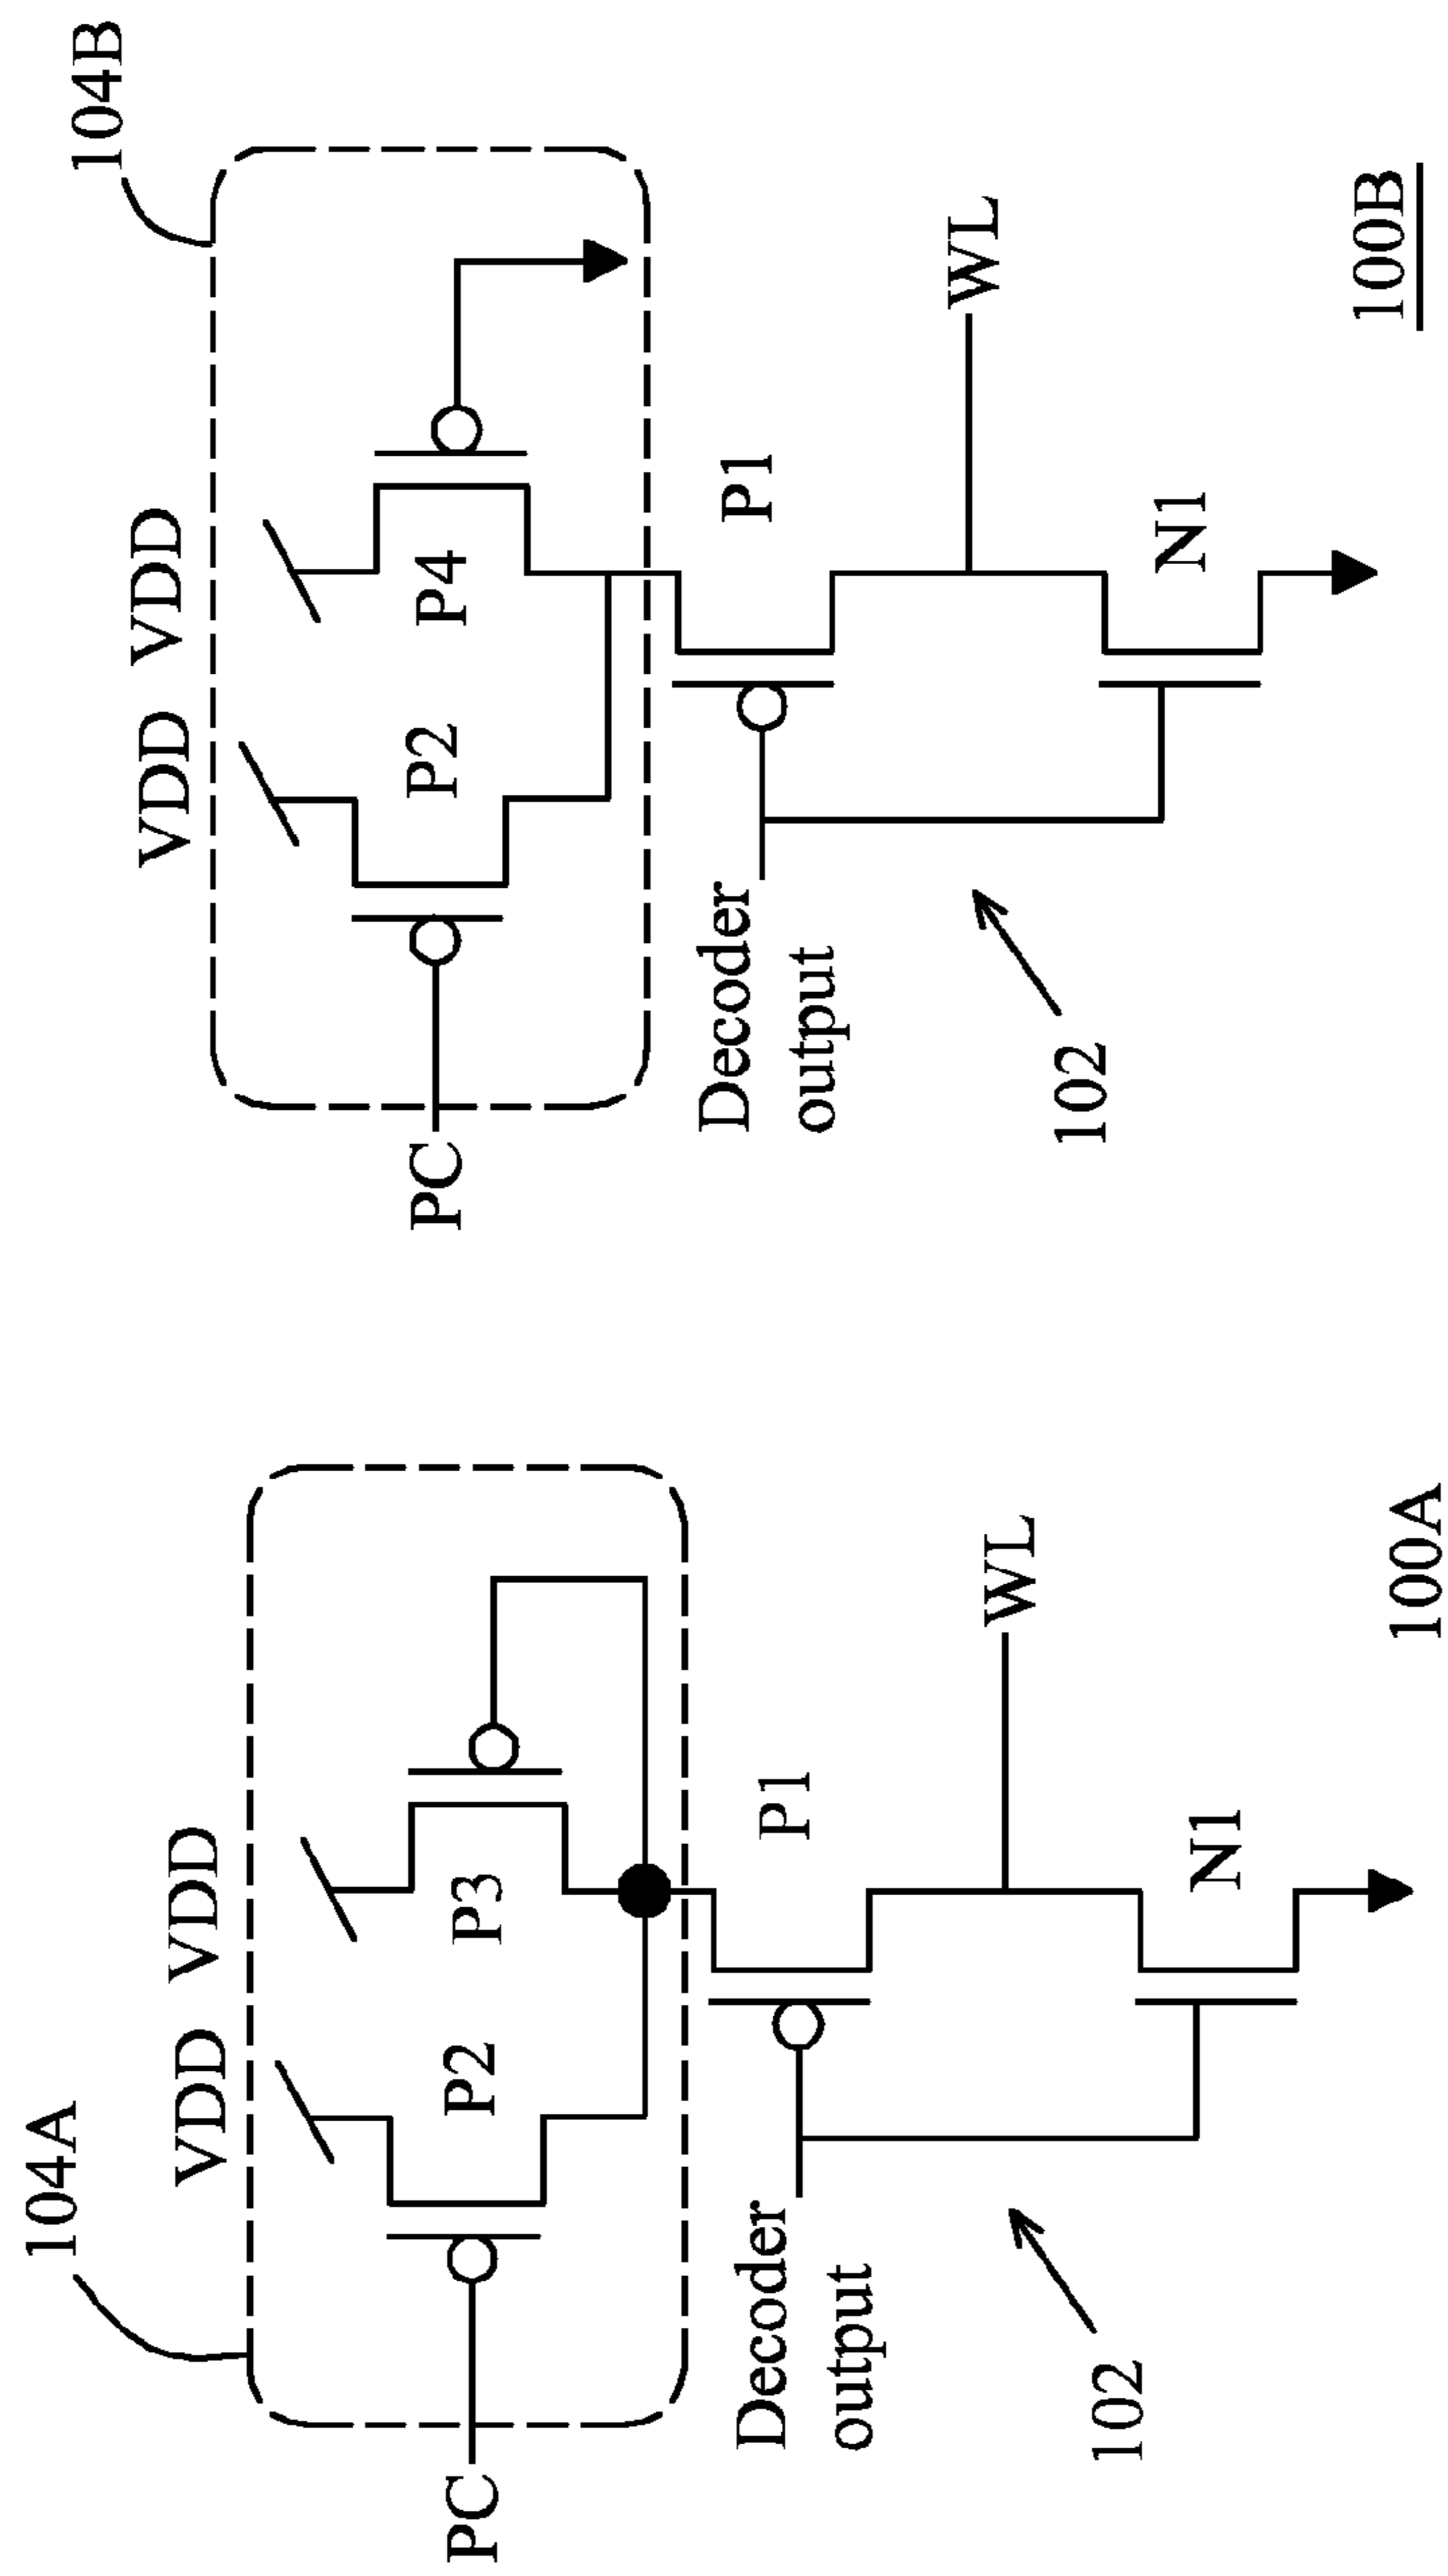 104A
VDD
VDD
PC
P2
P3
Decoder
output
P1
WL
102
N1
100A
104B
VDD
VDD
PC
P2
P4
Decoder
output
P1
WL
102
N1
100B